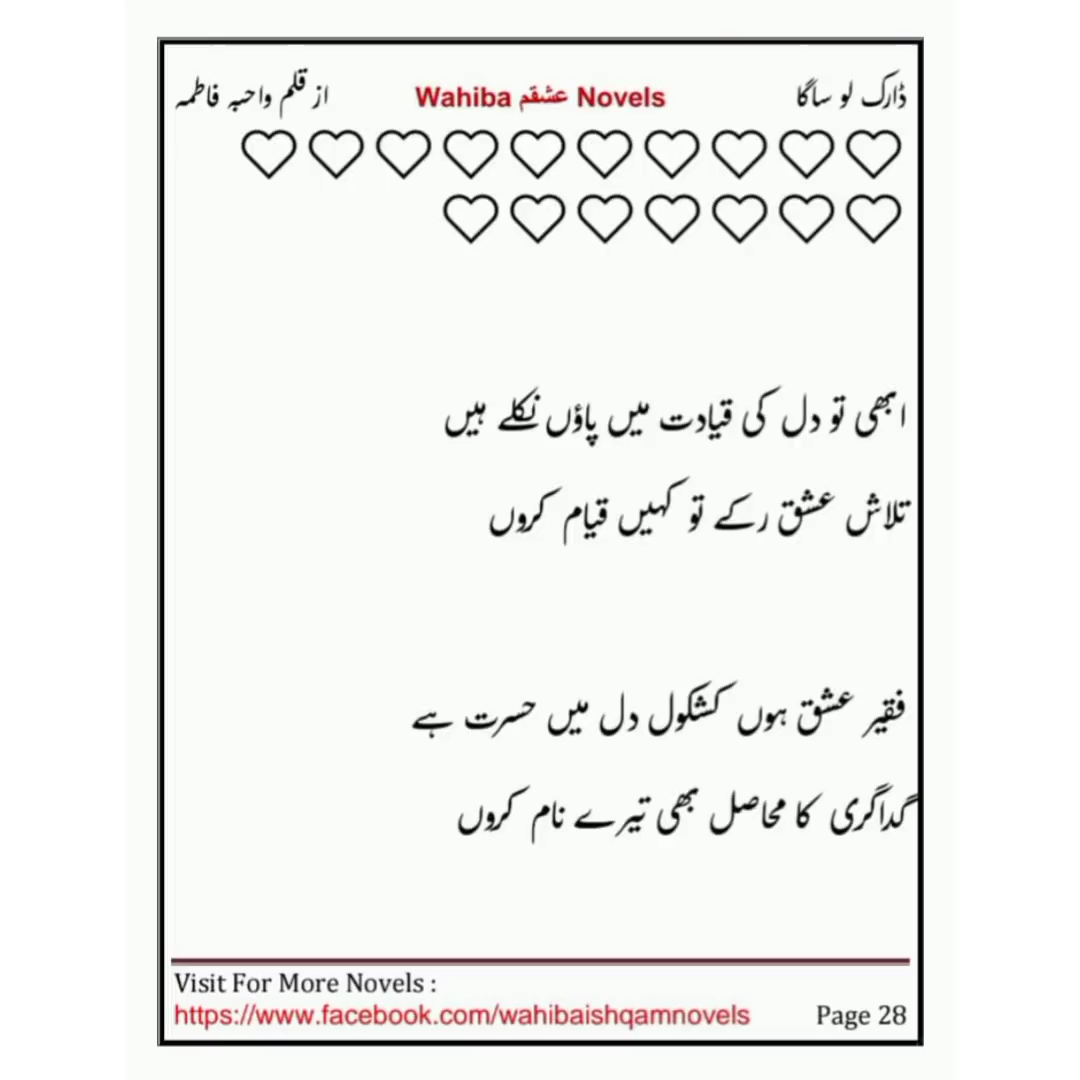 ڈارک لو ساگا Wahiba عشقم Novels از قلم واحبہ فاطمہ
♡♡♡♡♡♡♡♡♡♡
♡♡♡♡♡♡♡
ابھی تو دل کی قیادت میں پاؤں نکلے ہیں
تلاش عشق رکے تو کہیں قیام کروں
فقیر عشق ہوں کشکول دل میں حسرت ہے
گداگری کا محاصل بھی تیرے نام کروں
Visit For More Novels :
https://www.facebook.com/wahibaishqamnovels Page 28